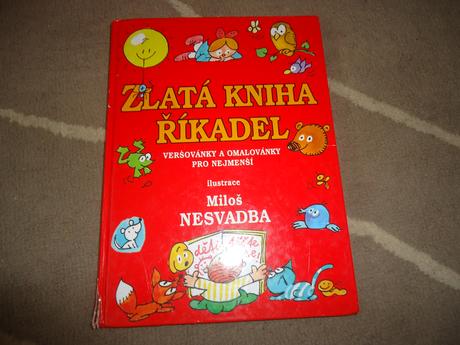 ZLATÁ KNIHA
ŘÍKADEL
VERŠOVÁNKY A OMALOVÁNKY
PRO NEJMENŠÍ
ilustrace
Miloš
NESVADBA